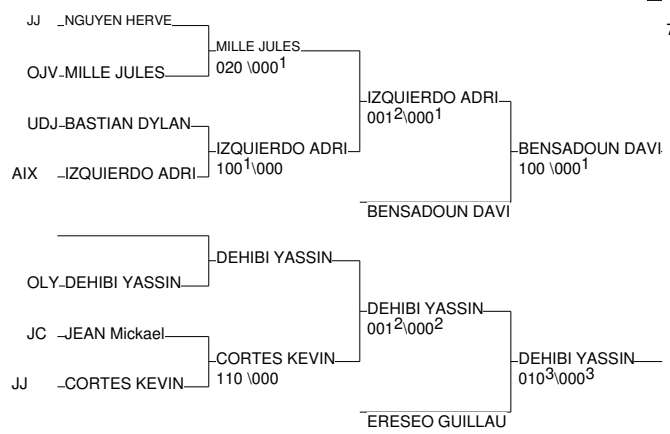 JJ NGUYEN HERVE
MILLE JULES
020 \000¹
OJV MILLE JULES
IZQUIERDO ADRI
001²\000¹
UDJ BASTIAN DYLAN
IZQUIERDO ADRI
100¹\000
BENSADOUN DAVI
100 \000¹
AIX IZQUIERDO ADRI
BENSADOUN DAVI
DEHIBI YASSIN
OLY DEHIBI YASSIN
DEHIBI YASSIN
001²\000²
JC JEAN Mickael
CORTES KEVIN
110 \000
DEHIBI YASSIN
010³\000³
JJ CORTES KEVIN
ERESEO GUILLAU